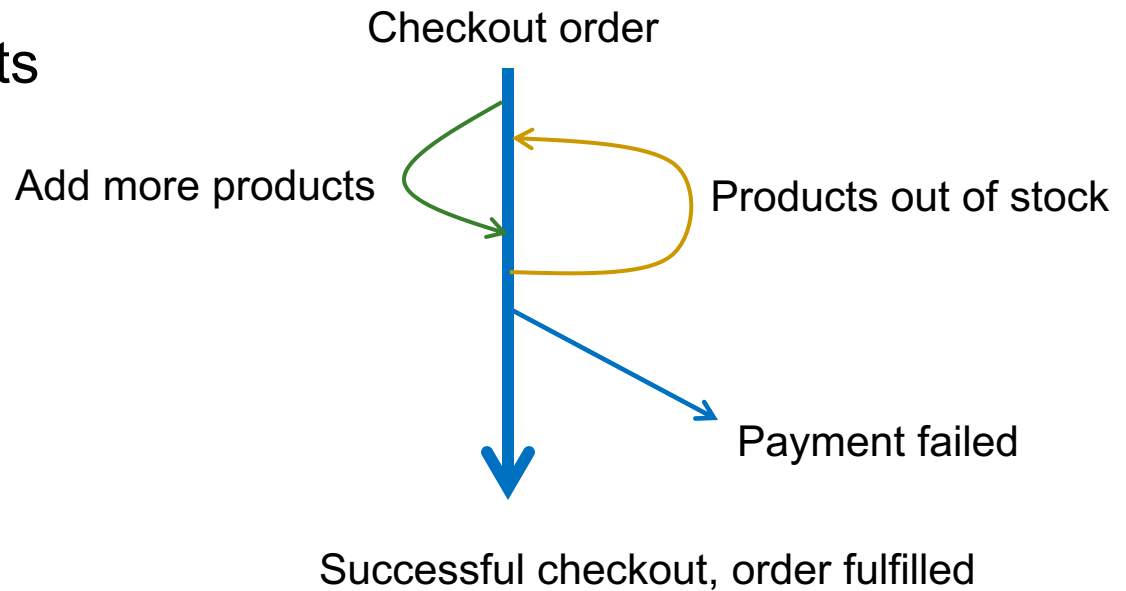 Checkout order
ts
Add more products
Products out of stock
Payment failed
Successful checkout, order fulfilled